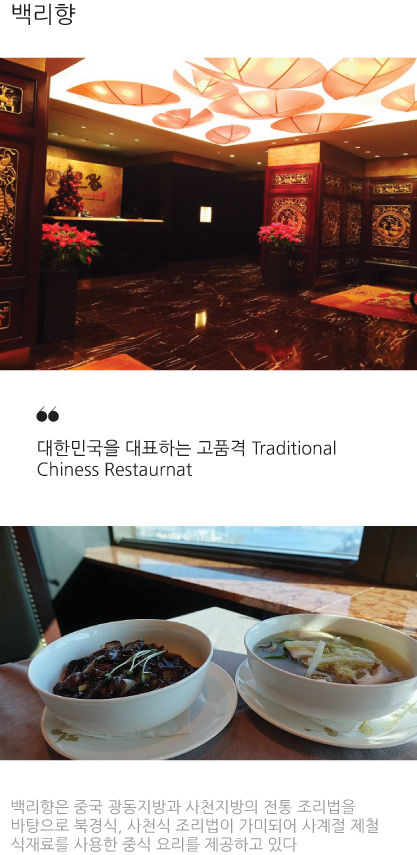 백리향
대한민국을 대표하는 고품격 Traditional
Chiness Restaurnat
백리향은 중국 광동지방과 사천지방의 전통 조리법을
바탕으로 북경식, 사천식 조리법이 가미되어 사계절 제철
식재료를 사용한 중식 요리를 제공하고 있다